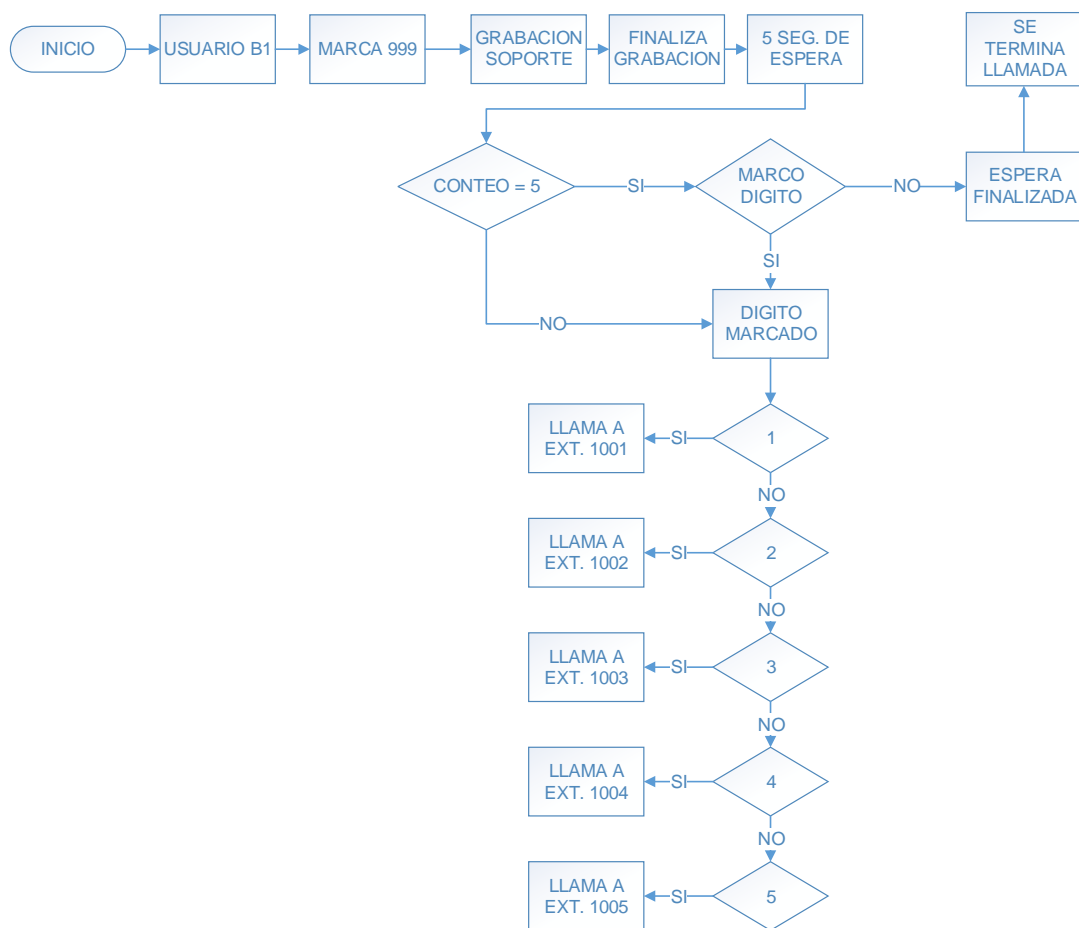 INICIO
USUARIO B1
MARCA 999
GRABACION
SOPORTE
FINALIZA
GRABACION
5 SEG. DE
ESPERA
SE
TERMINA
LLAMADA
CONTEO = 5
SI
MARCO
DIGITO
NO
ESPERA
FINALIZADA
SI
NO
DIGITO
MARCADO
LLAMA A
EXT. 1001
SI
1
NO
LLAMA A
EXT. 1002
SI
2
NO
LLAMA A
EXT. 1003
SI
3
NO
LLAMA A
EXT. 1004
SI
4
NO
LLAMA A
EXT. 1005
SI
5